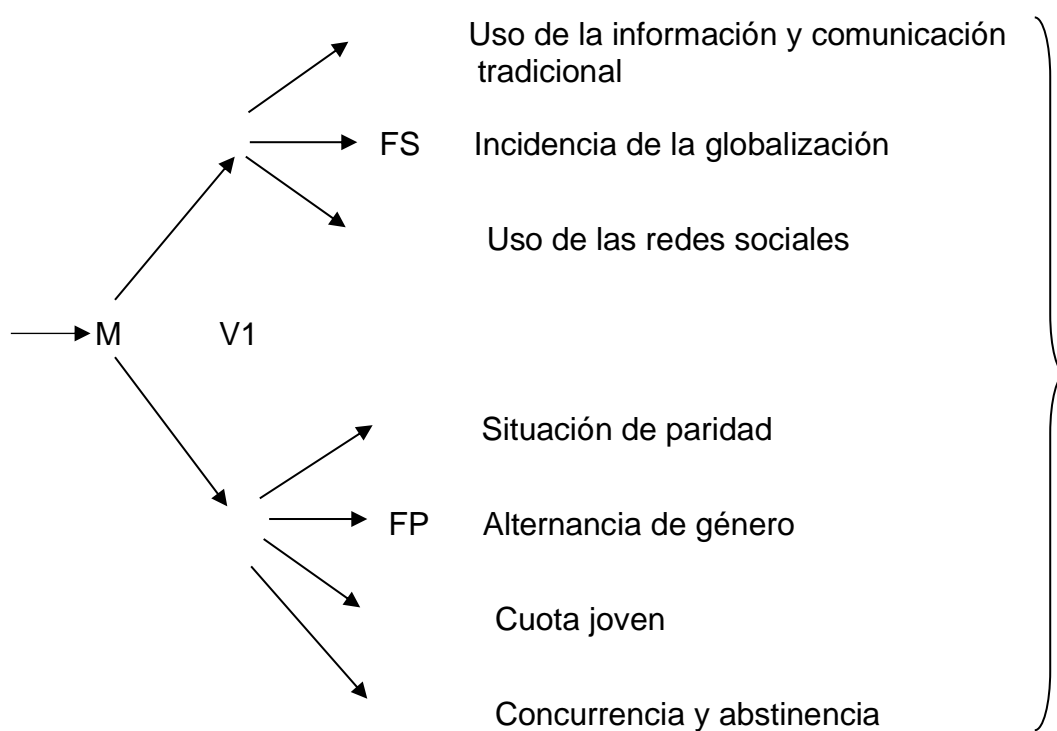 Uso de la información y comunicación
tradicional
FS Incidencia de la globalización
Uso de las redes sociales
M V1
Situación de paridad
FP Alternancia de género
Cuota joven
Concurrencia y abstinencia